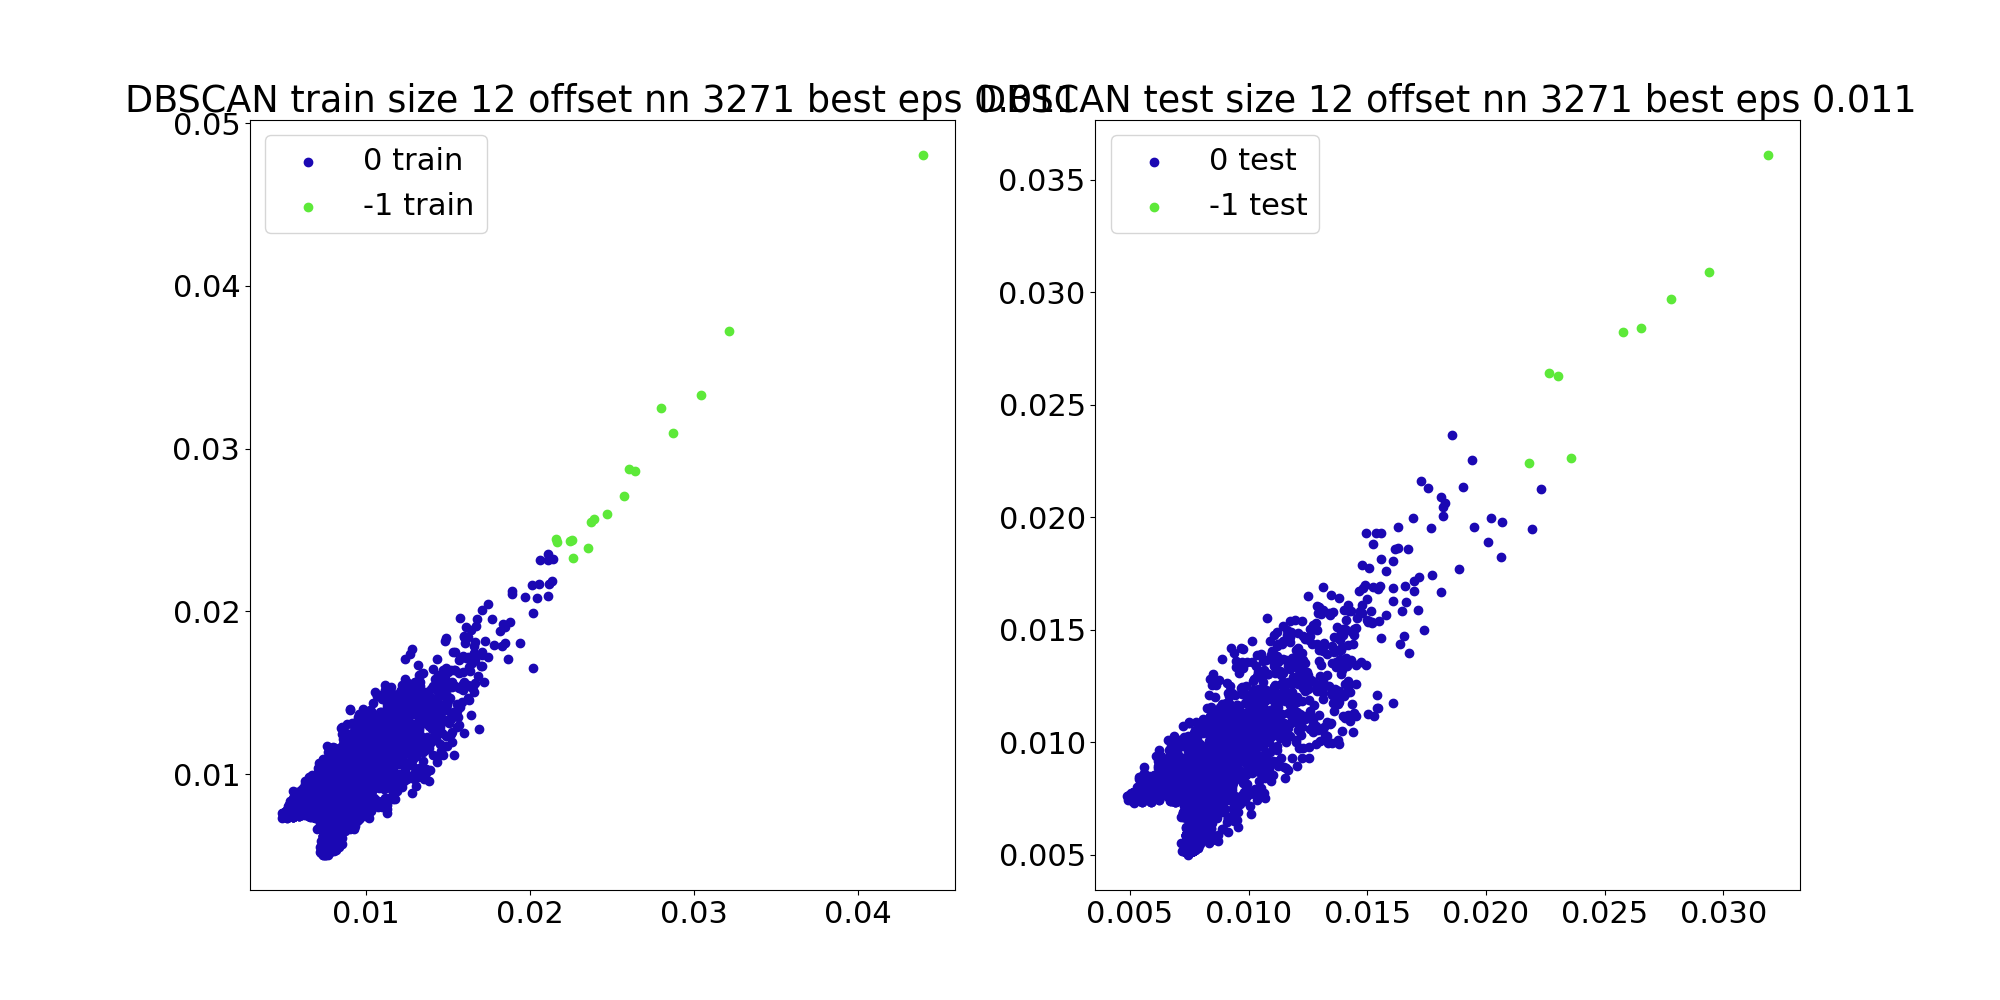 DBSCAN train size 12 offset nn 3271 best eps 0.011
DBSCAN test size 12 offset nn 3271 best eps 0.011
0 train
-1 train
0.05
0.04
0.03
0.02
0.01
0.01 0.02 0.03 0.04
0 test
-1 test
0.035
0.030
0.025
0.020
0.015
0.010
0.005
0.005 0.010 0.015 0.020 0.025 0.030